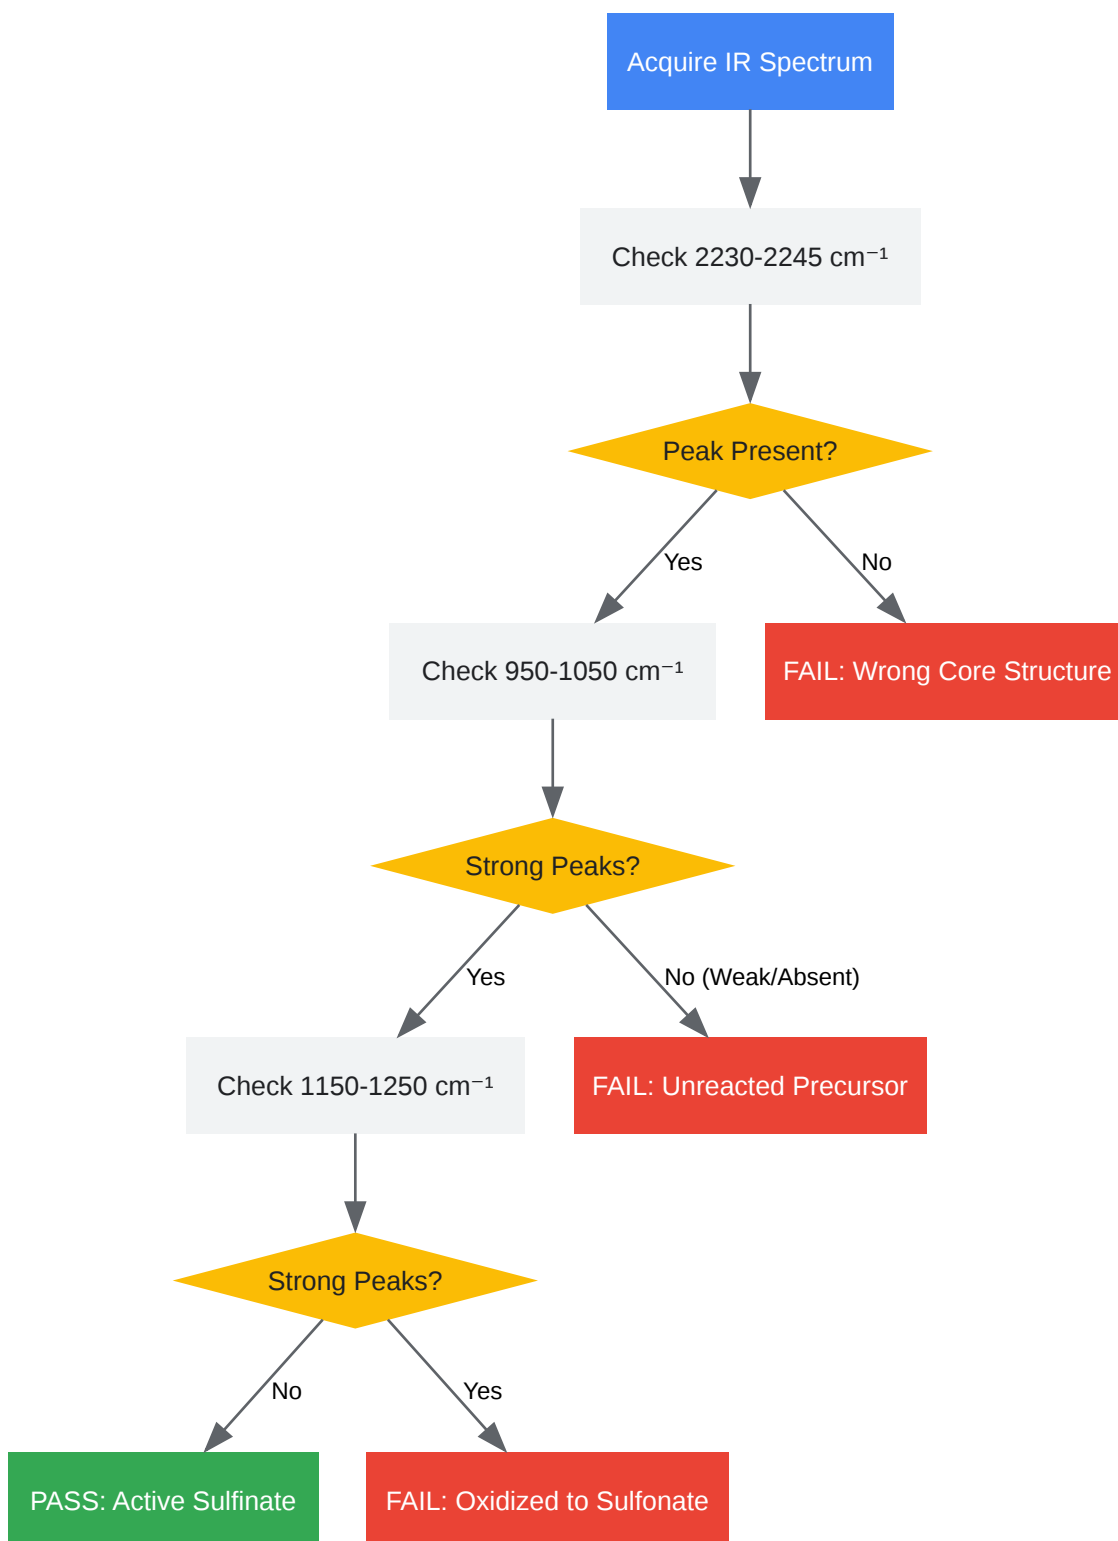 Acquire IR Spectrum
Check 2230-2245 cm⁻¹
Peak Present?
Yes
No
Check 950-1050 cm⁻¹
FAIL: Wrong Core Structure
Strong Peaks?
Yes
No (Weak/Absent)
Check 1150-1250 cm⁻¹
FAIL: Unreacted Precursor
Strong Peaks?
No
Yes
PASS: Active Sulfinate
FAIL: Oxidized to Sulfonate